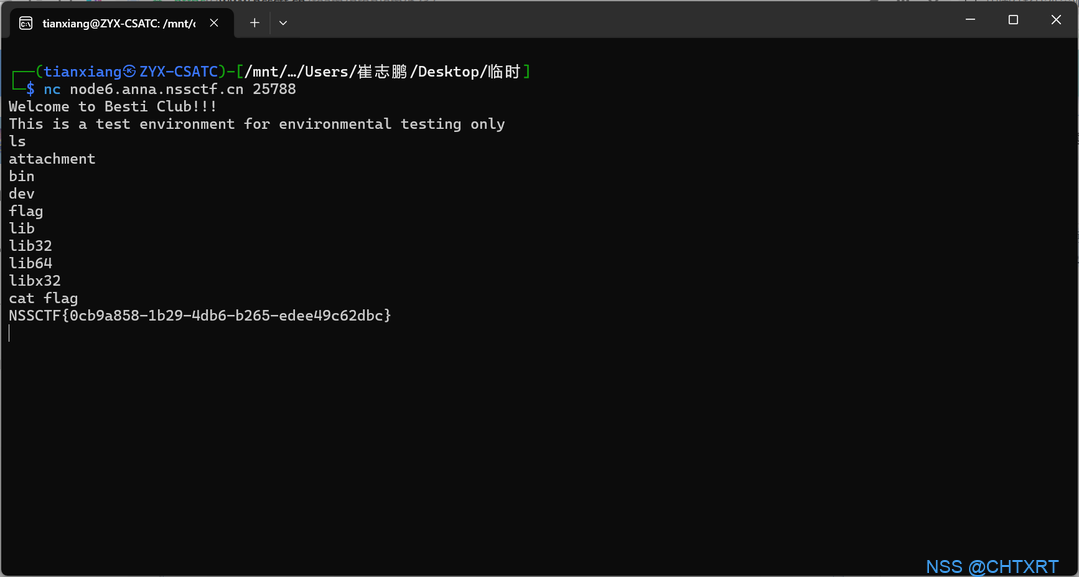 tianxiang@ZYX-CSATC: /mnt/c
┌──(tianxiang㉿ZYX-CSATC)-[/mnt/…/Users/崔志鹏/Desktop/临时]
└─$ nc node6.anna.nssctf.cn 25788
Welcome to Besti Club!!!
This is a test environment for environmental testing only
ls
attachment
bin
dev
flag
lib
lib32
lib64
libx32
cat flag
NSSCTF{0cb9a858-1b29-4db6-b265-edee49c62dbc}
NSS @CHTXRT